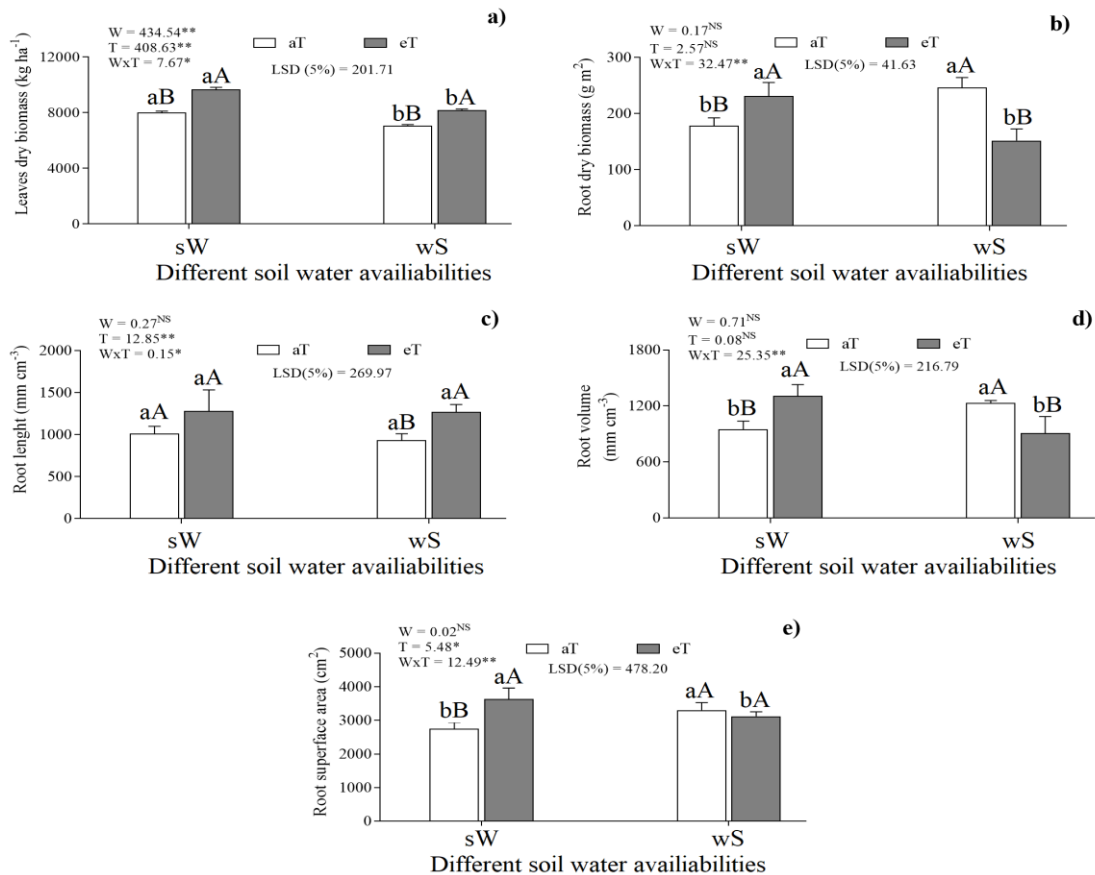 a)
W = 434.54**
T = 408.63**
WxT = 7.67*
aT eT
LSD (5%) = 201.71
Leaves dry biomass (kg ha-1)
12000
8000
4000
0
aB aA bB bA
sW wS
Different soil water availiabilities
b)
W = 0.17NS
T = 2.57NS
WxT = 32.47**
aT eT
LSD(5%) = 41.63
Root dry biomass (g m2)
300
200
100
0
bB aA aA bB
sW wS
Different soil water availiabilities
c)
W = 0.27NS
T = 12.85**
WxT = 0.15*
aT eT
LSD(5%) = 269.97
Root lenght (mm cm-3)
2000
1500
1000
500
0
aA aA aB aA
sW wS
Different soil water availiabilities
d)
W = 0.71NS
T = 0.08NS
WxT = 25.35**
aT eT
LSD(5%) = 216.79
Root volume
(mm cm-3)
1800
1200
600
0
bB aA aA bB
sW wS
Different soil water availiabilities
e)
W = 0.02NS
T = 5.48*
WxT = 12.49**
aT eT
LSD(5%) = 478.20
Root superface area (cm2)
5000
4000
3000
2000
1000
0
bB aA aA bA
sW wS
Different soil water availiabilities